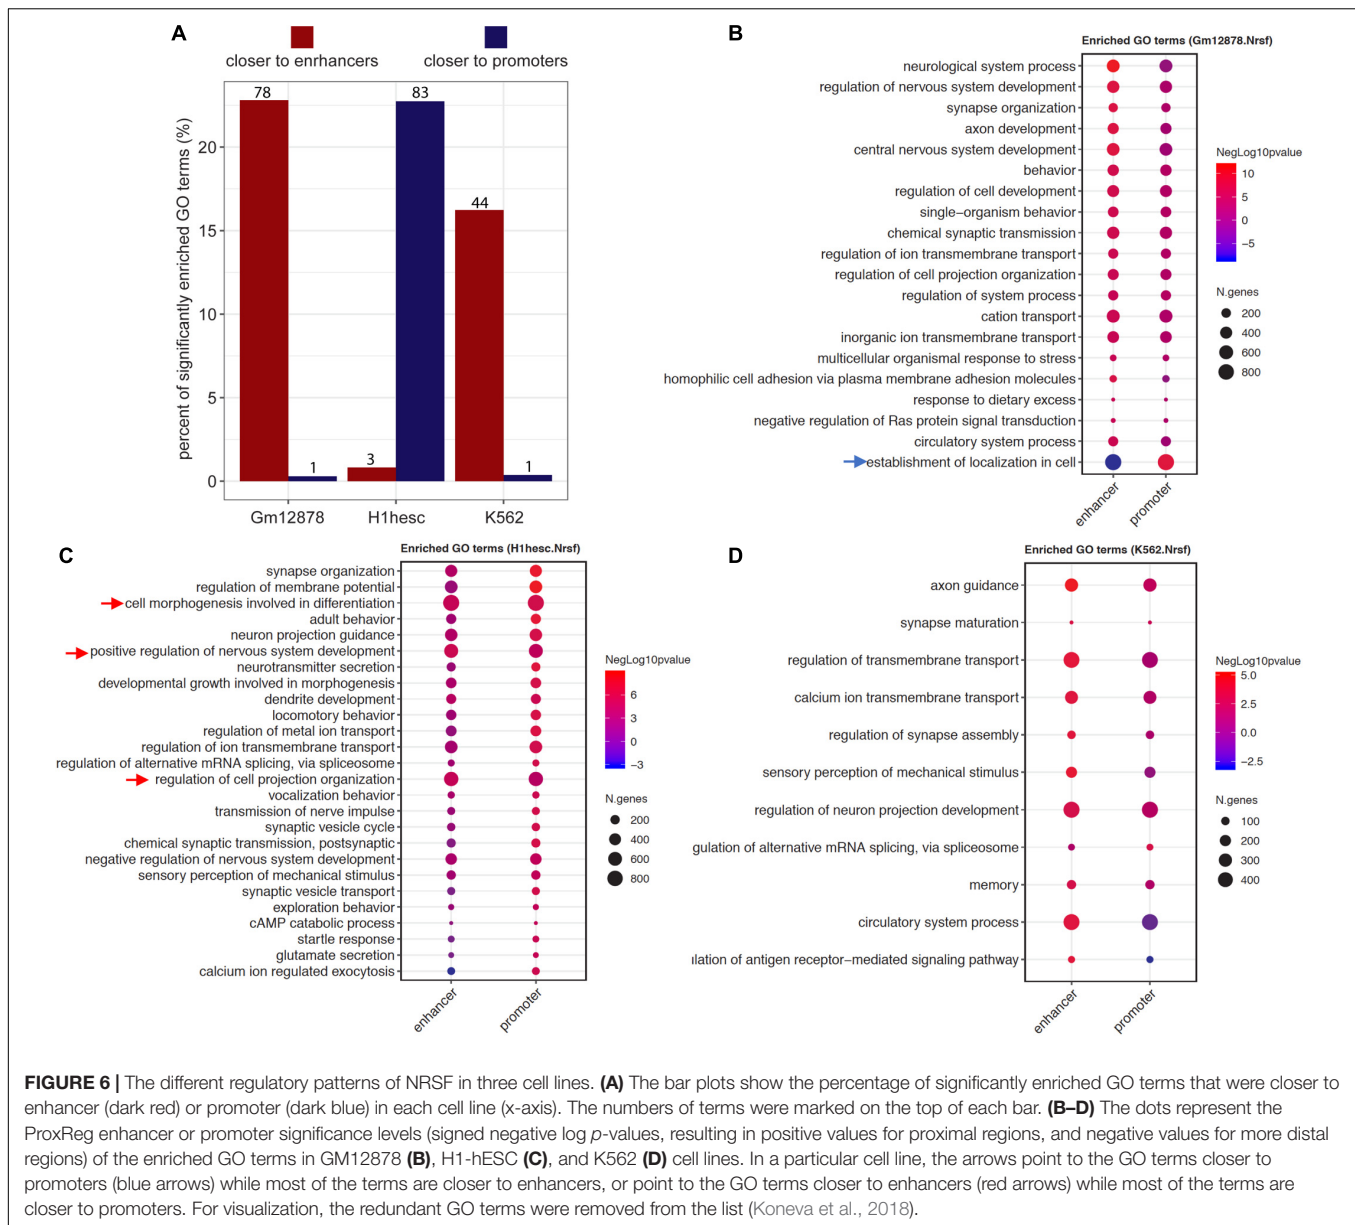 A
closer to enrhancers
closer to promoters
percent of significantly enriched GO terms (%)
20
15
10
5
0
78
1
3
83
44
1
Gm12878
H1hesc
K562
B
Enriched GO terms (Gm12878.Nrsf)
neurological system process
regulation of nervous system development
synapse organization
axon development
central nervous system development
behavior
regulation of cell development
single−organism behavior
chemical synaptic transmission
regulation of ion transmembrane transport
regulation of cell projection organization
regulation of system process
cation transport
inorganic ion transmembrane transport
multicellular organismal response to stress
homophilic cell adhesion via plasma membrane adhesion molecules
response to dietary excess
negative regulation of Ras protein signal transduction
circulatory system process
establishment of localization in cell
enhancer
promoter
NegLog10pvalue
10
5
0
−5
N.genes
200
400
600
800
C
Enriched GO terms (H1hesc.Nrsf)
synapse organization
regulation of membrane potential
cell morphogenesis involved in differentiation
adult behavior
neuron projection guidance
positive regulation of nervous system development
neurotransmitter secretion
developmental growth involved in morphogenesis
dendrite development
locomotory behavior
regulation of metal ion transport
regulation of ion transmembrane transport
regulation of alternative mRNA splicing, via spliceosome
regulation of cell projection organization
vocalization behavior
transmission of nerve impulse
synaptic vesicle cycle
chemical synaptic transmission, postsynaptic
negative regulation of nervous system development
sensory perception of mechanical stimulus
synaptic vesicle transport
exploration behavior
cAMP catabolic process
startle response
glutamate secretion
calcium ion regulated exocytosis
enhancer
promoter
NegLog10pvalue
6
3
0
−3
N.genes
200
400
600
800
D
Enriched GO terms (K562.Nrsf)
axon guidance
synapse maturation
regulation of transmembrane transport
calcium ion transmembrane transport
regulation of synapse assembly
sensory perception of mechanical stimulus
regulation of neuron projection development
gulation of alternative mRNA splicing, via spliceosome
memory
circulatory system process
ulation of antigen receptor−mediated signaling pathway
enhancer
promoter
NegLog10pvalue
5.0
2.5
0.0
−2.5
N.genes
100
200
300
400
FIGURE 6 | The different regulatory patterns of NRSF in three cell lines. (A) The bar plots show the percentage of significantly enriched GO terms that were closer to
enhancer (dark red) or promoter (dark blue) in each cell line (x-axis). The numbers of terms were marked on the top of each bar. (B–D) The dots represent the
ProxReg enhancer or promoter significance levels (signed negative log p-values, resulting in positive values for proximal regions, and negative values for more distal
regions) of the enriched GO terms in GM12878 (B), H1-hESC (C), and K562 (D) cell lines. In a particular cell line, the arrows point to the GO terms closer to
promoters (blue arrows) while most of the terms are closer to enhancers, or point to the GO terms closer to enhancers (red arrows) while most of the terms are
closer to promoters. For visualization, the redundant GO terms were removed from the list (Koneva et al., 2018).